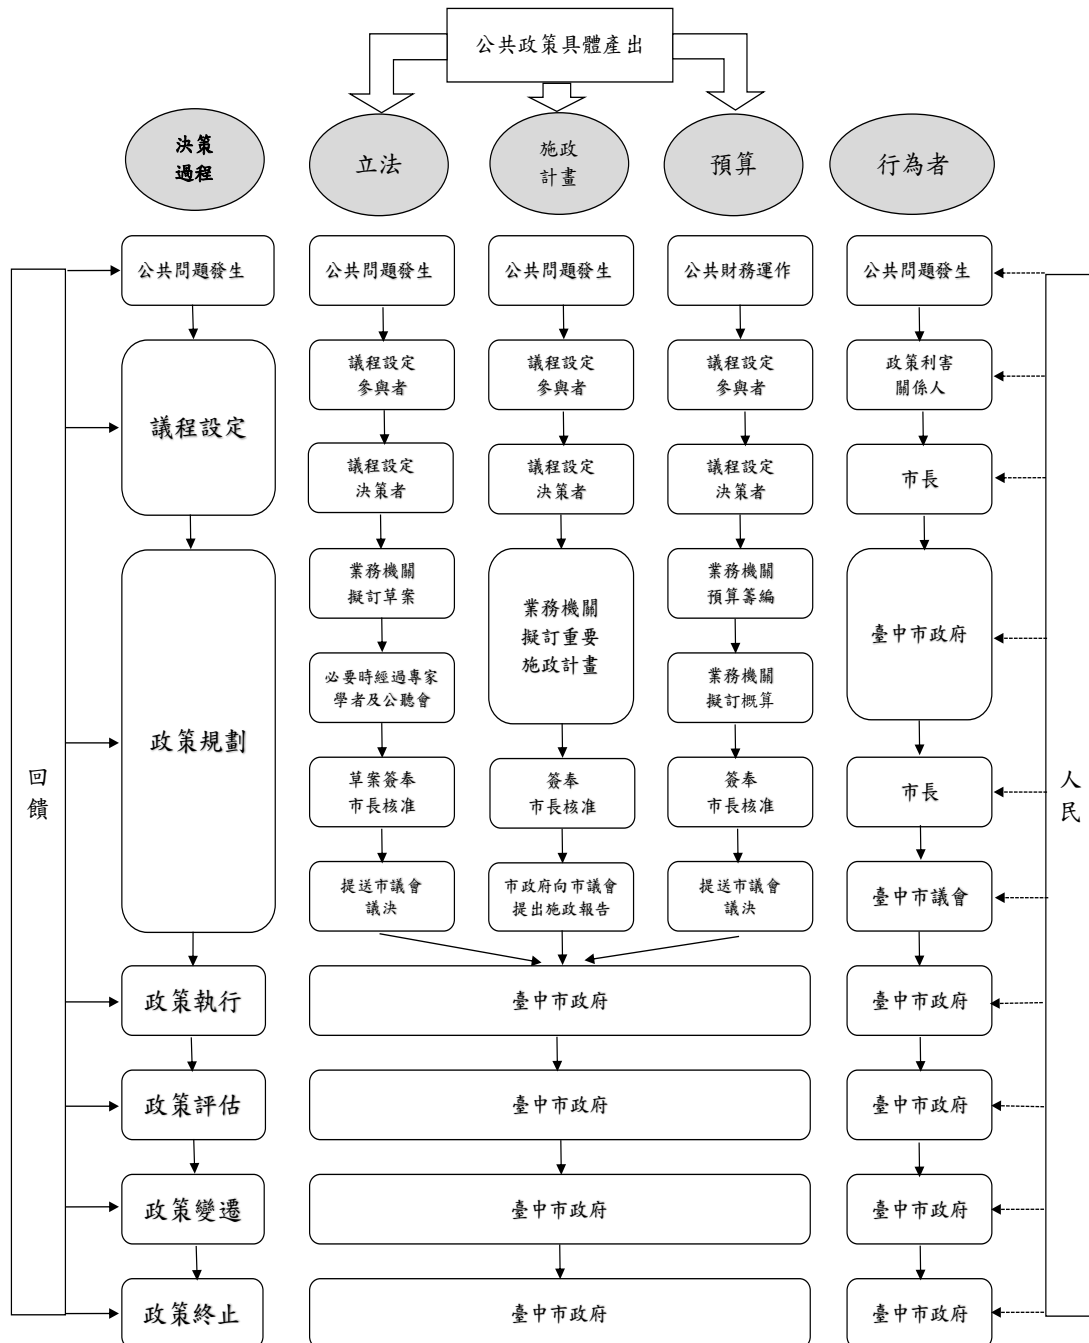 公共政策具體產出
決策
過程
立法
施政
計畫
預算
行為者
公共問題發生
公共問題發生
公共問題發生
公共財務運作
公共問題發生
議程設定
議程設定
參與者
議程設定
參與者
議程設定
參與者
政策利害
關係人
議程設定
決策者
議程設定
決策者
議程設定
決策者
市長
政策規劃
業務機關
擬訂草案
業務機關
擬訂重要
施政計畫
業務機關
預算籌編
臺中市政府
必要時經過專家
學者及公聽會
業務機關
擬訂概算
草案簽奉
市長核准
簽奉
市長核准
簽奉
市長核准
市長
提送市議會
議決
市政府向市議會
提出施政報告
提送市議會
議決
臺中市議會
政策執行
臺中市政府
臺中市政府
政策評估
臺中市政府
臺中市政府
政策變遷
臺中市政府
臺中市政府
政策終止
臺中市政府
臺中市政府
回
饋
人
民